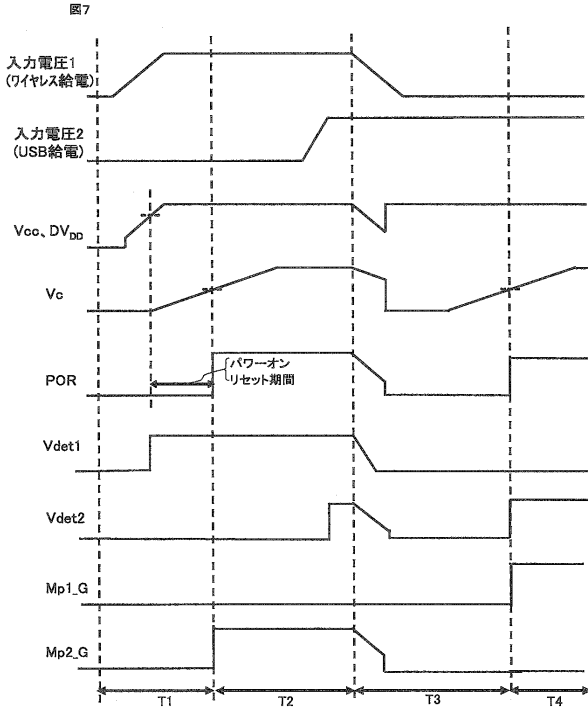 図7
入力電圧1
(ワイヤレス給電)
入力電圧2
(USB給電)
Vcc、DVDD
Vc
POR
パワーオン
リセット期間
Vdet1
Vdet2
Mp1_G
Mp2_G
T1
T2
T3
T4